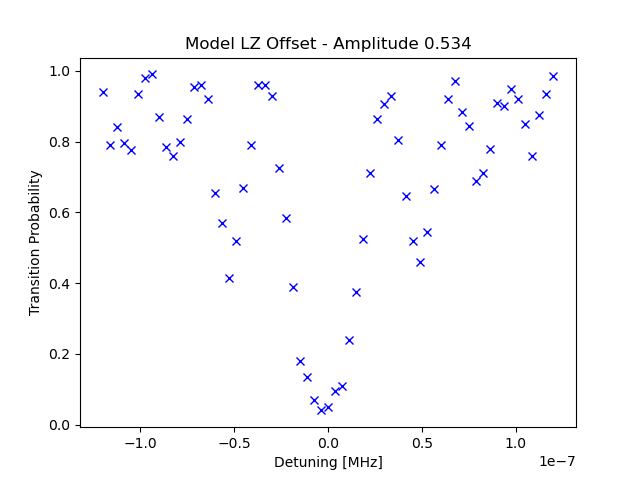 Model LZ Offset - Amplitude 0.534
1.0
0.8
0.6
0.4
0.2
0.0
Transition Probability
−1.0 −0.5 0.0 0.5 1.0
1e−7
Detuning [MHz]